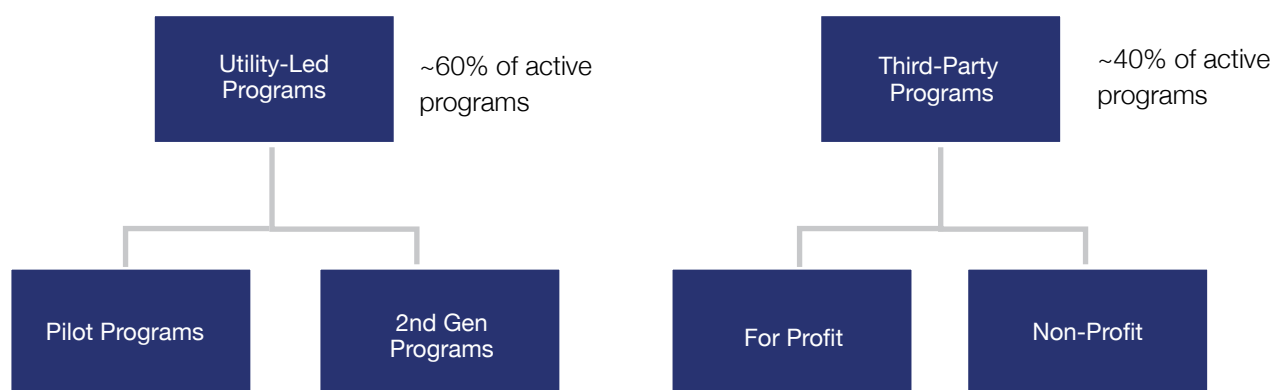 Utility-Led
Programs
~60% of active
programs
Third-Party
Programs
~40% of active
programs
Pilot Programs
2nd Gen
Programs
For Profit
Non-Profit